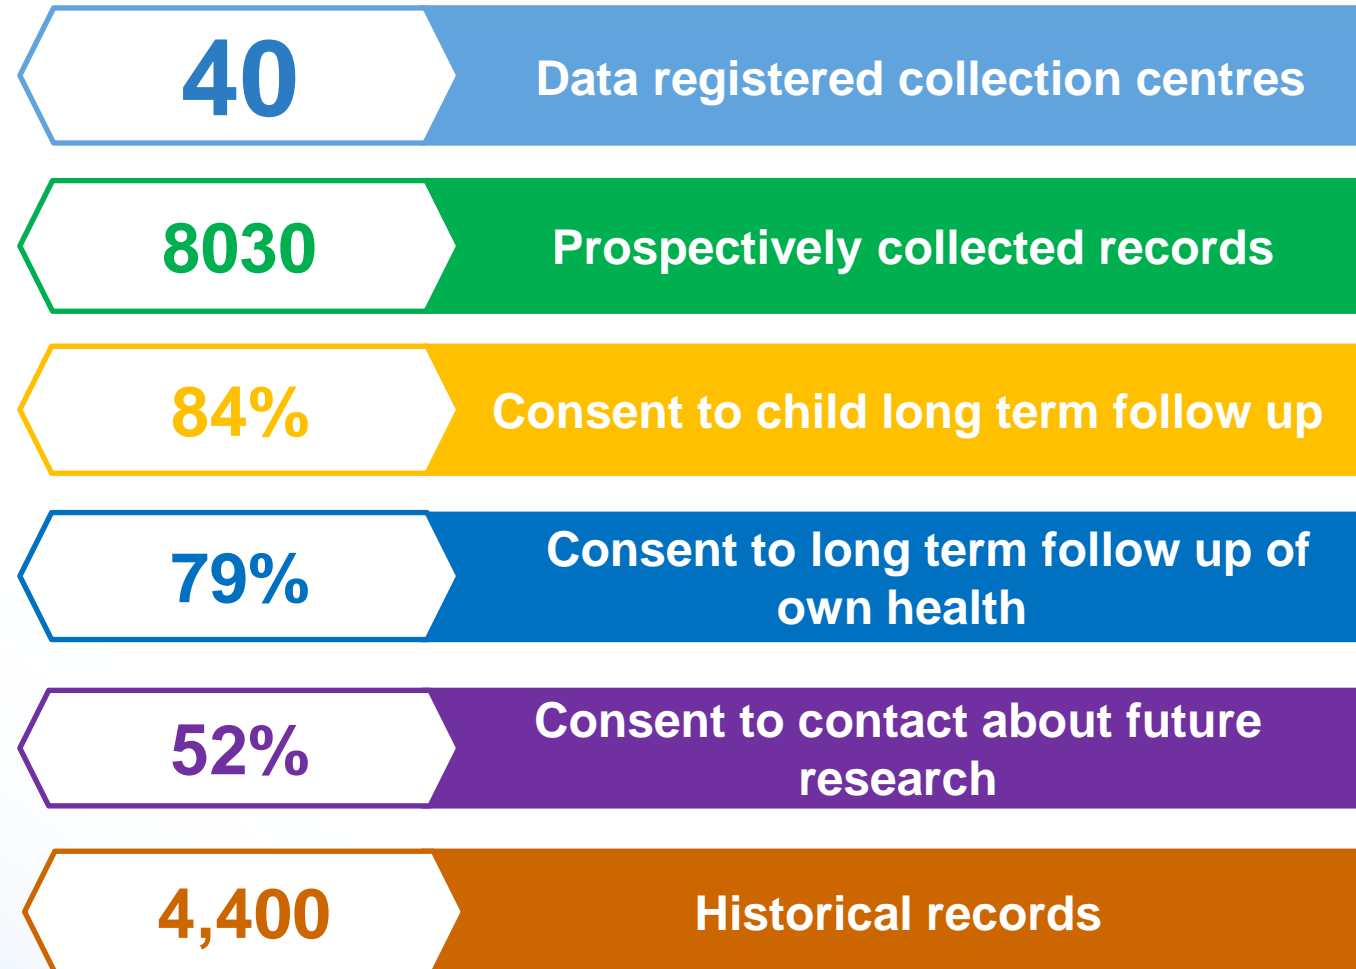 40
Data registered collection centres
8030
Prospectively collected records
84%
Consent to child long term follow up
79%
Consent to long term follow up of
own health
52%
Consent to contact about future
research
4,400
Historical records